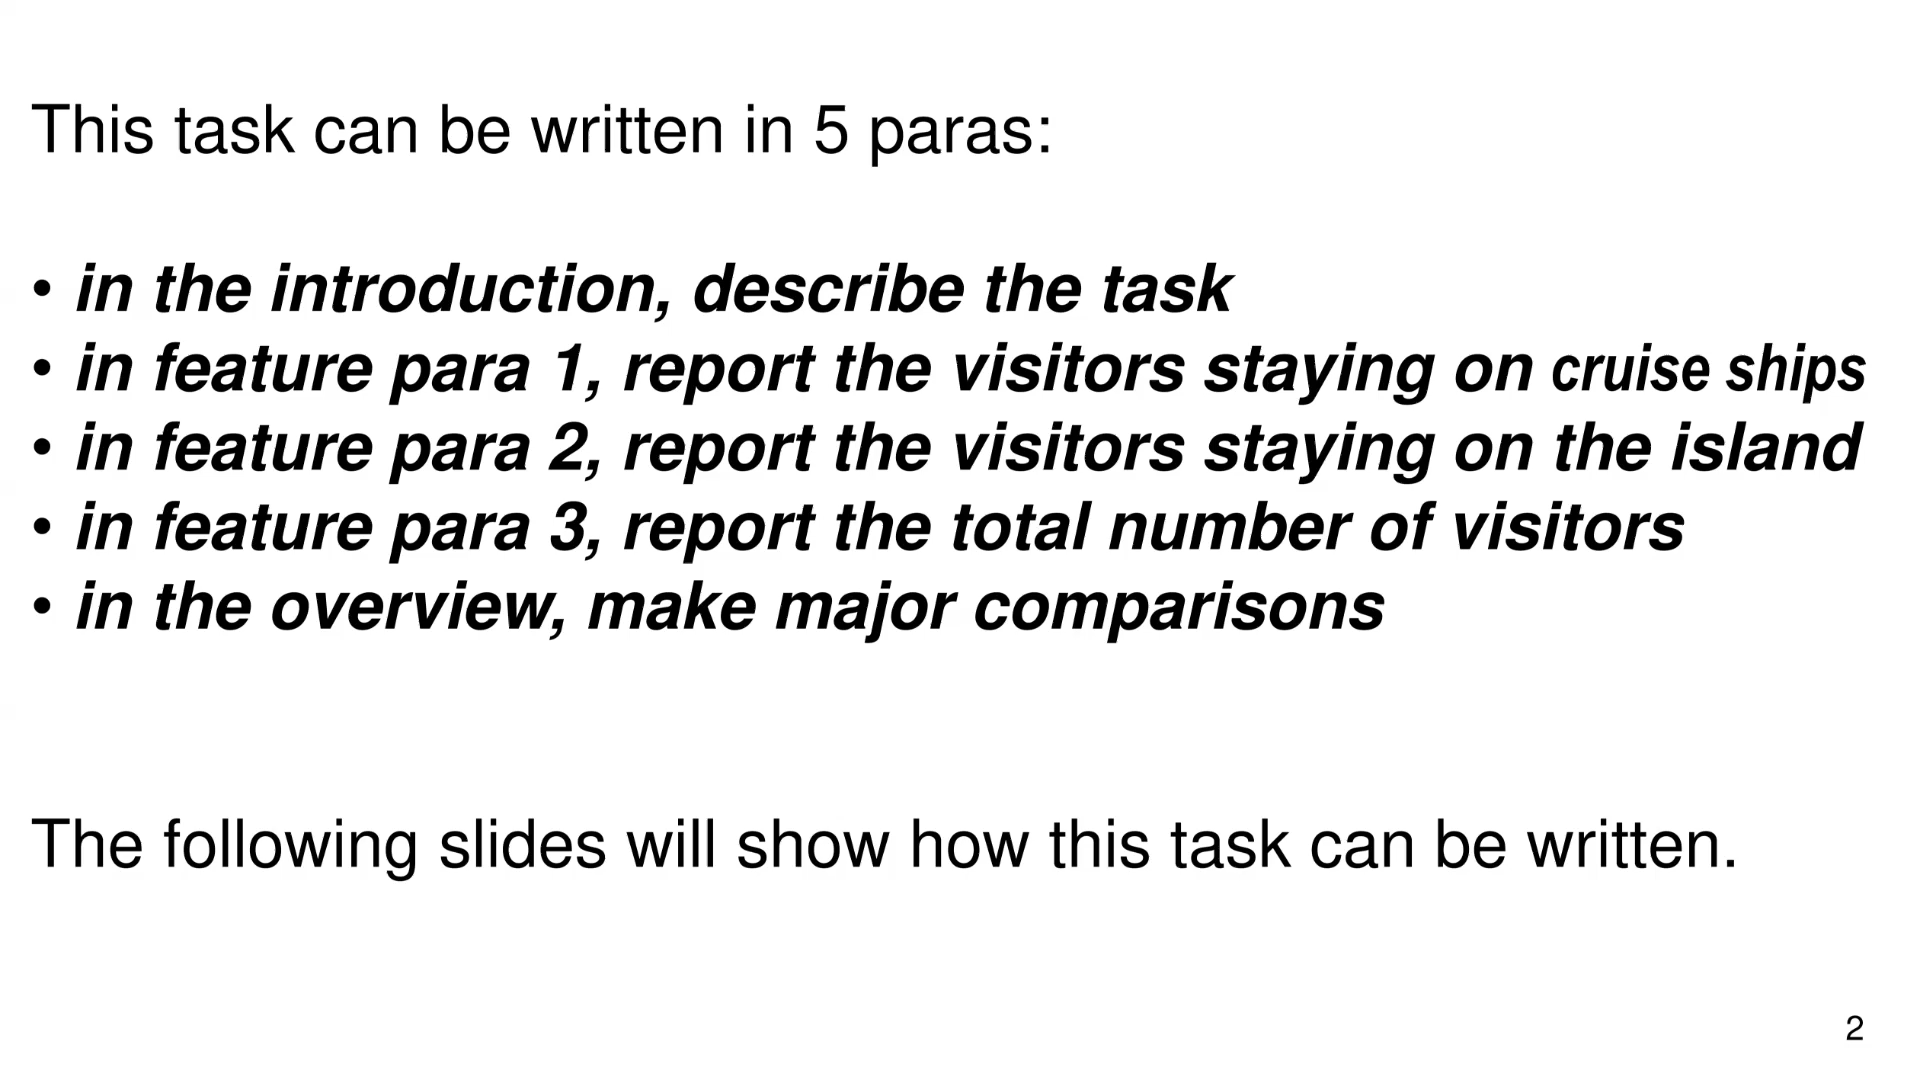 This task can be written in 5 paras:
• in the introduction, describe the task
• in feature para 1, report the visitors staying on cruise ships
• in feature para 2, report the visitors staying on the island
• in feature para 3, report the total number of visitors
• in the overview, make major comparisons
The following slides will show how this task can be written.
2